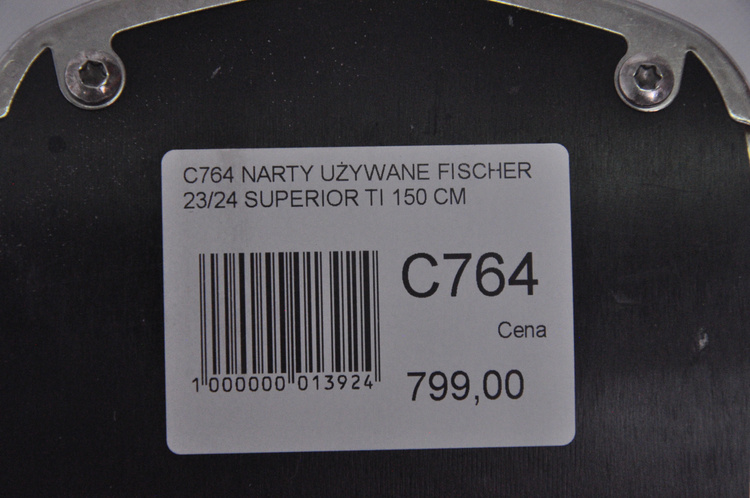 C764 NARTY UŻYWANE FISCHER
23/24 SUPERIOR TI 150 CM
C764
Cena
799,00
1 000000 013924